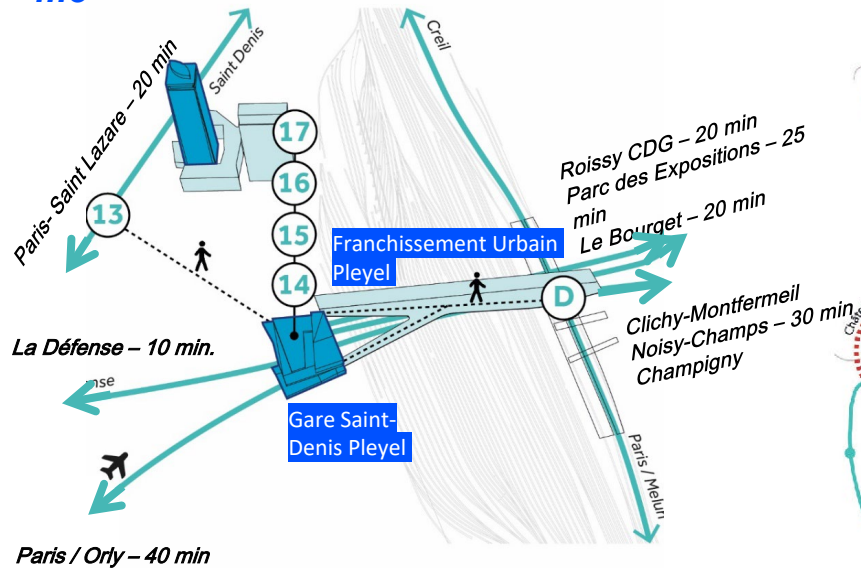 Saint Denis
Paris- Saint Lazare – 20 min
13
17
16
15
14
Creil
Roissy CDG – 20 min
Parc des Expositions – 25
min
Le Bourget – 20 min
Franchissement Urbain
Pleyel
D
Clichy-Montfermeil
Noisy-Champs – 30 min
Champigny
La Défense – 10 min.
Gare Saint-
Denis Pleyel
Paris / Melun
Paris / Orly – 40 min